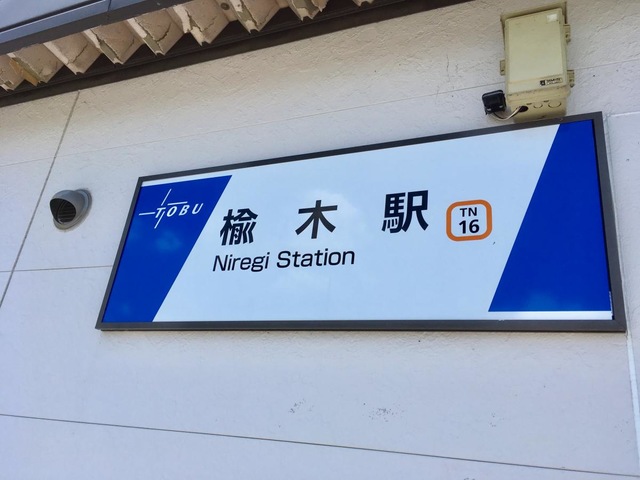 TOBU
楡木駅
TN
16
Niregi Station